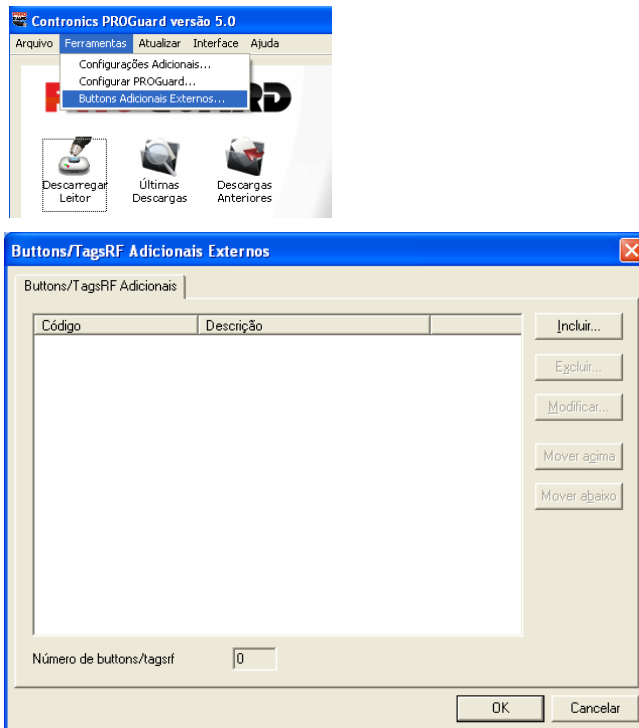 Contronics PROGuard versão 5.0
Arquivo Ferramentas Atualizar Interface Ajuda
Configurações Adicionais...
Configurar PROGuard...
Buttons Adicionais Externos...
RD
Descarregar Leitor
Últimas Descargas
Descargas Anteriores
Buttons/TagsRF Adicionais Externos
Buttons/TagsRF Adicionais
Código Descrição
Incluir...
Excluir...
Modificar...
Mover acima
Mover abaixo
Número de buttons/tagsrf 0
OK Cancelar